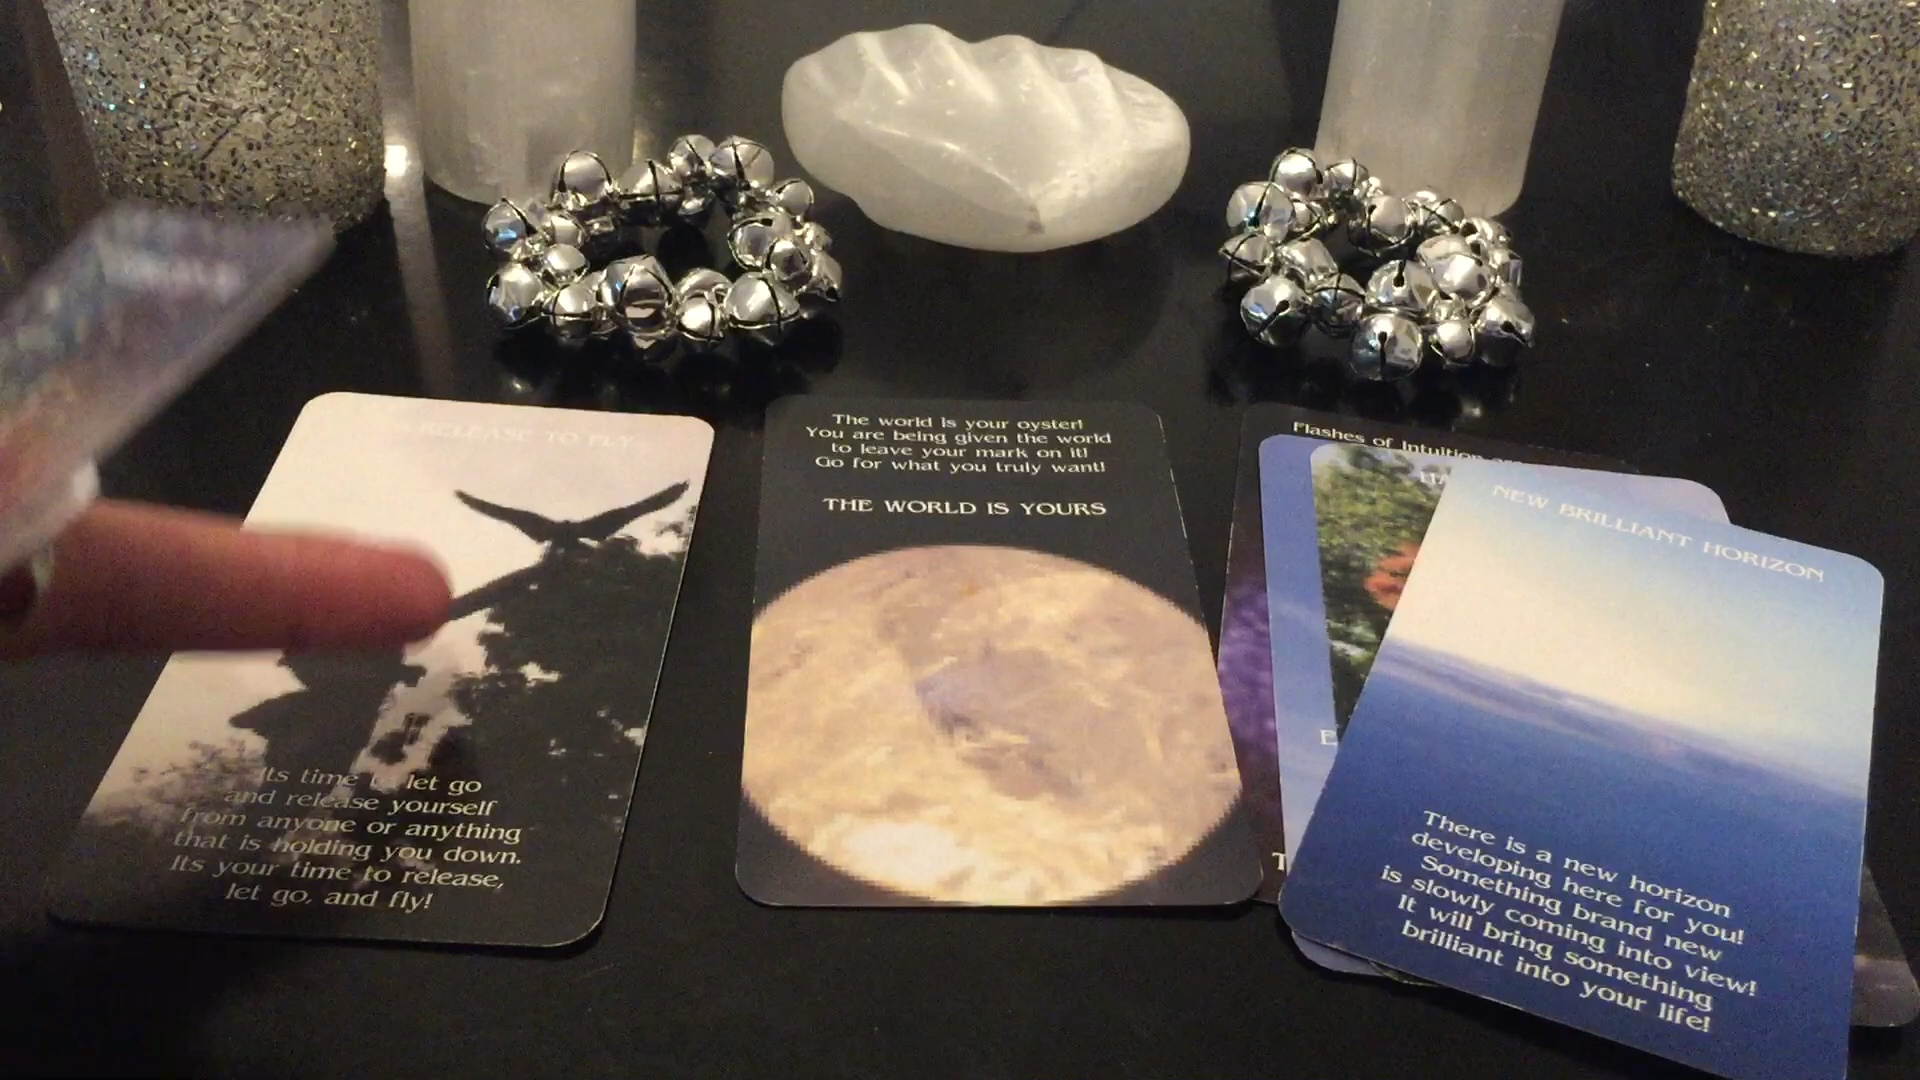 RELEASE TO FLY
Its time to let go
and release yourself
from anyone or anything
that is holding you down.
Its your time to release,
let go, and fly!
The world is your oyster!
You are being given the world
to leave your mark on it!
Go for what you truly want!
THE WORLD IS YOURS
Flashes of Intuition
NEW BRILLIANT HORIZON
There is a new horizon
developing here for you!
Something brand new
is slowly coming into view!
It will bring something
brilliant into your life!